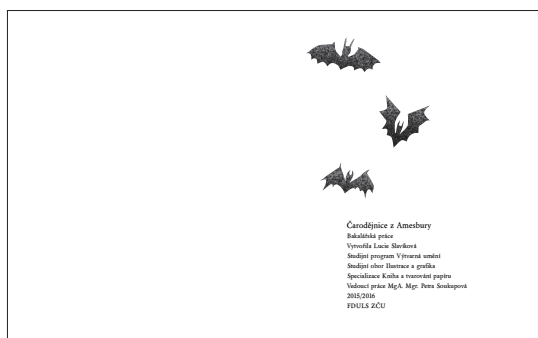 Čarodějnice z Amesbury
Bakalářská práce
Vytvořila Lucie Slavíková
Studijní program Výtvarná umění
Studijní obor Ilustrace a grafika
Specializace Kniha a tvarování papíru
Vedoucí práce MgA. Mgr. Petra Soukupová
2015/2016
FDULS ZČU